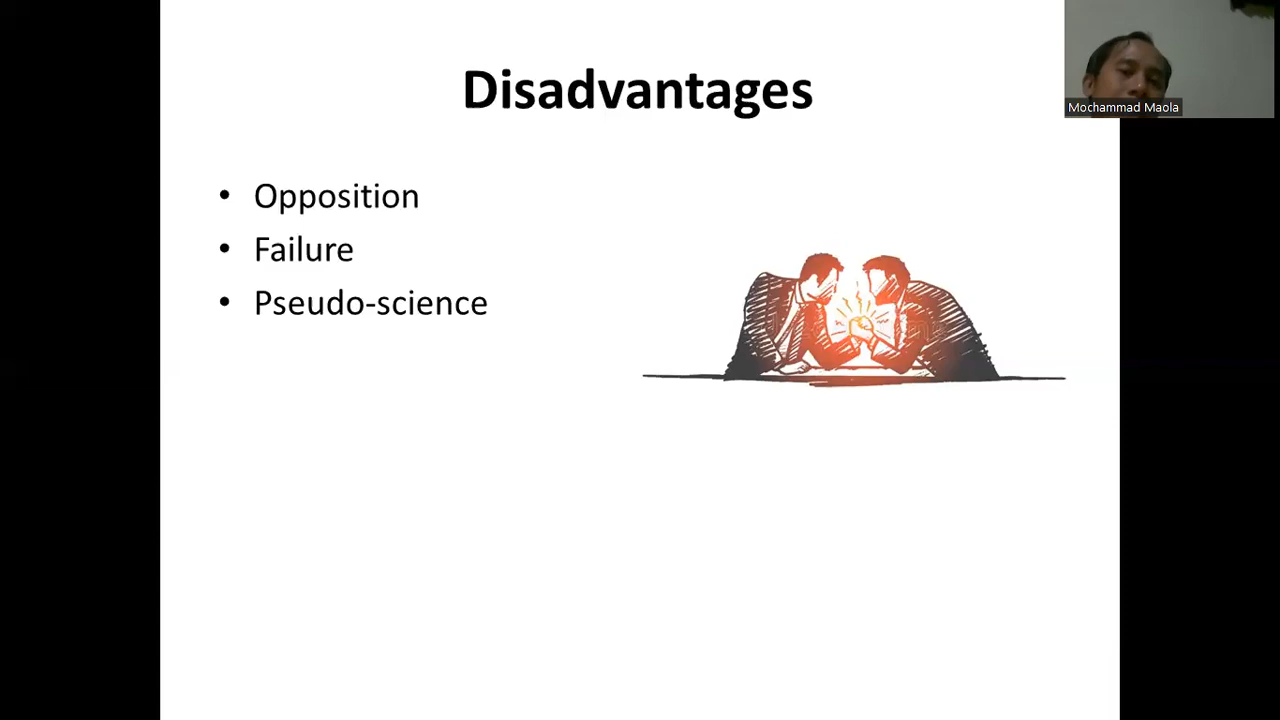 Disadvantages
Mochammad Maola
• Opposition
• Failure
• Pseudo-science